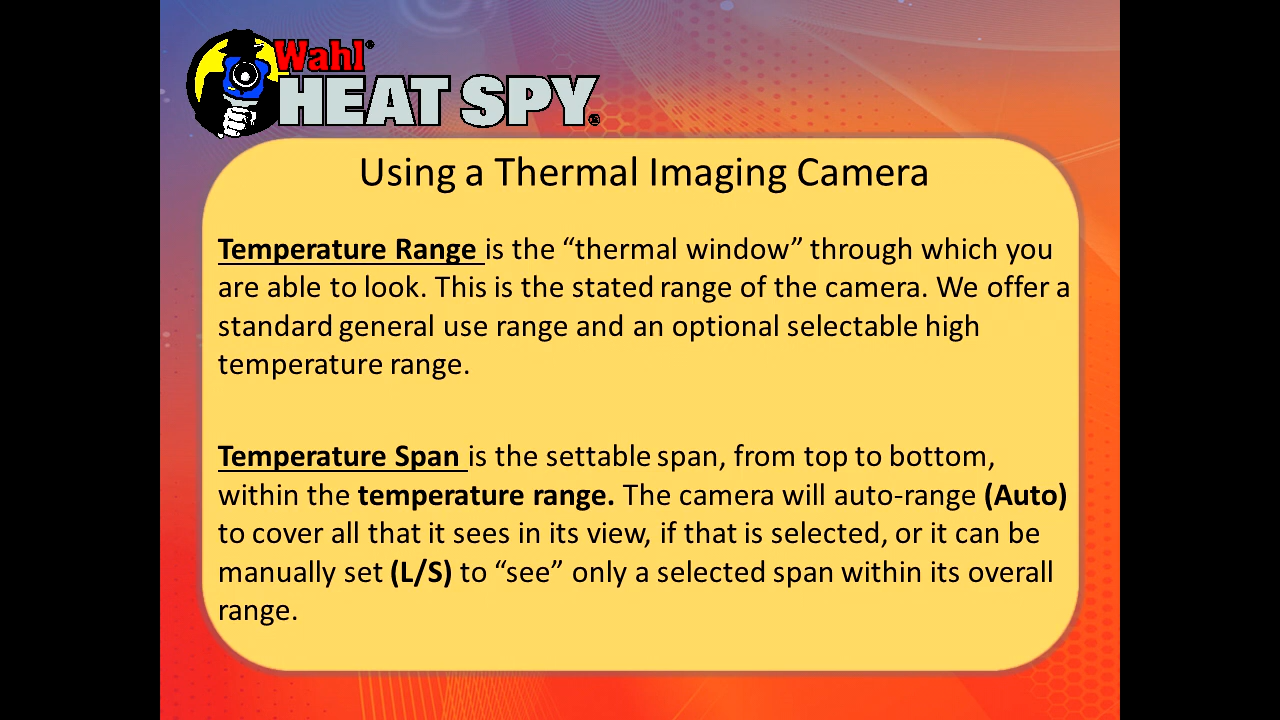 Wahl®
HEAT SPY®
Using a Thermal Imaging Camera
Temperature Range is the “thermal window” through which you
are able to look. This is the stated range of the camera. We offer a
standard general use range and an optional selectable high
temperature range.
Temperature Span is the settable span, from top to bottom,
within the temperature range. The camera will auto-range (Auto)
to cover all that it sees in its view, if that is selected, or it can be
manually set (L/S) to “see” only a selected span within its overall
range.